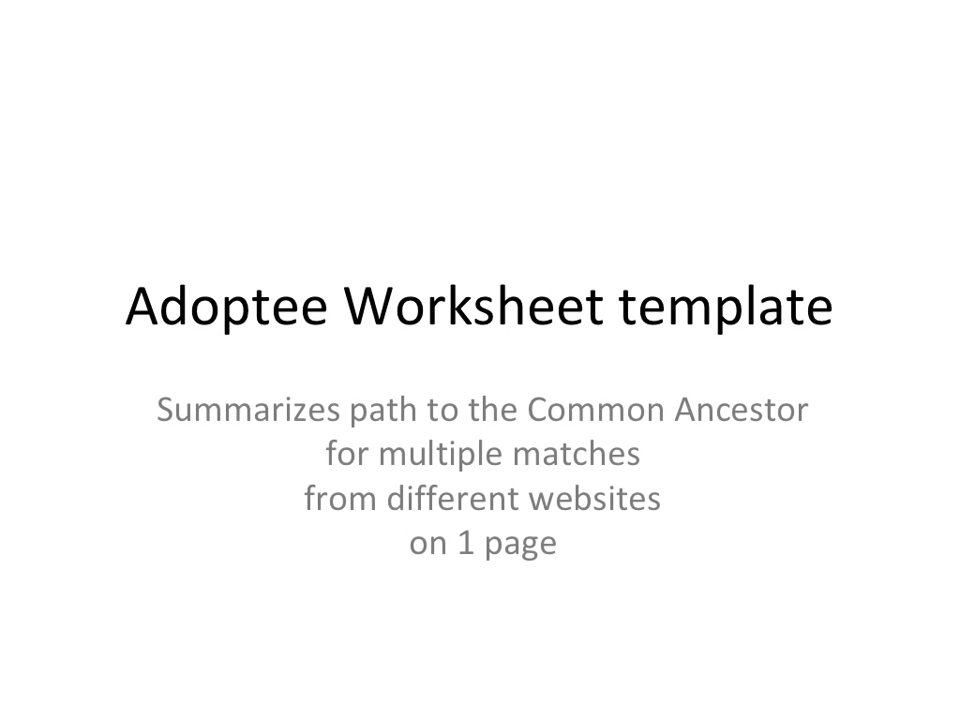 Adoptee Worksheet template
Summarizes path to the Common Ancestor
for multiple matches
from different websites
on 1 page